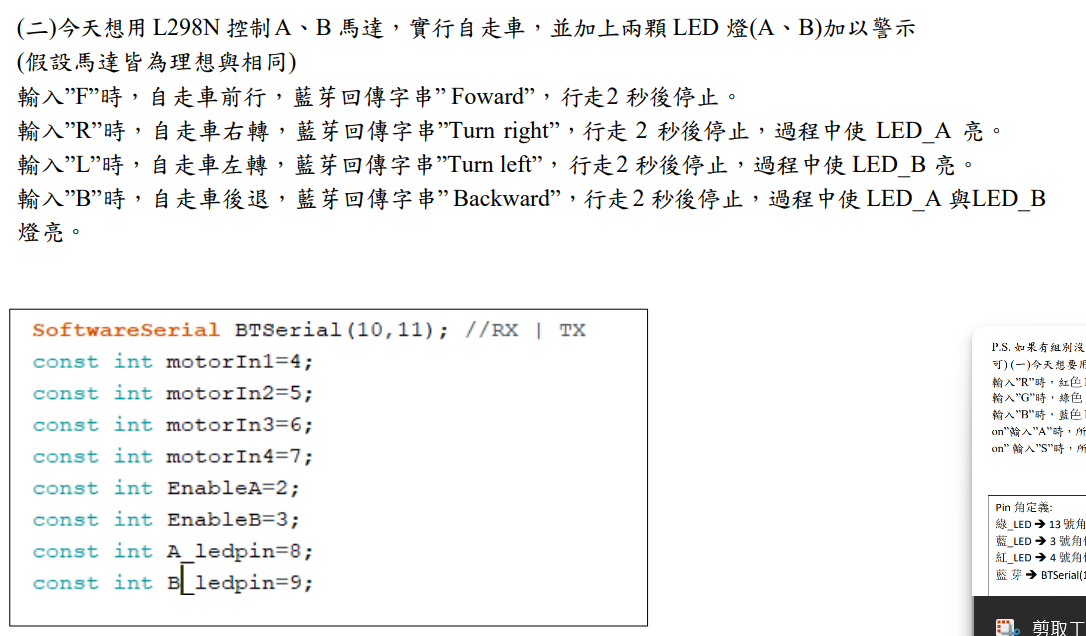 (二)今天想用 L298N 控制A、B 馬達，實行自走車，並加上兩顆 LED 燈(A、B)加以警示
(假設馬達皆為理想與相同)
輸入”F”時，自走車前行，藍芽回傳字串” Foward”，行走2 秒後停止。
輸入”R”時，自走車右轉，藍芽回傳字串”Turn right”，行走 2 秒後停止，過程中使 LED_A 亮。
輸入”L”時，自走車左轉，藍芽回傳字串”Turn left”，行走2 秒後停止，過程中使 LED_B 亮。
輸入”B”時，自走車後退，藍芽回傳字串” Backward”，行走2 秒後停止，過程中使 LED_A 與LED_B
燈亮。
SoftwareSerial BTSerial(10,11); //RX | TX
const int motorIn1=4;
const int motorIn2=5;
const int motorIn3=6;
const int motorIn4=7;
const int EnableA=2;
const int EnableB=3;
const int A_ledpin=8;
const int B_ledpin=9;
P.S. 如果有組別沒
可) (一)今天想要用
輸入”R”時，紅色
輸入”G”時，綠色
輸入”B”時，藍色
on”輸入”A”時，所
on” 輸入”S”時，所
Pin 角定義:
綠_LED ➔ 13 號角
藍_LED ➔ 3 號角
紅_LED ➔ 4 號角
藍 芽 ➔ BTSerial(1
剪取工